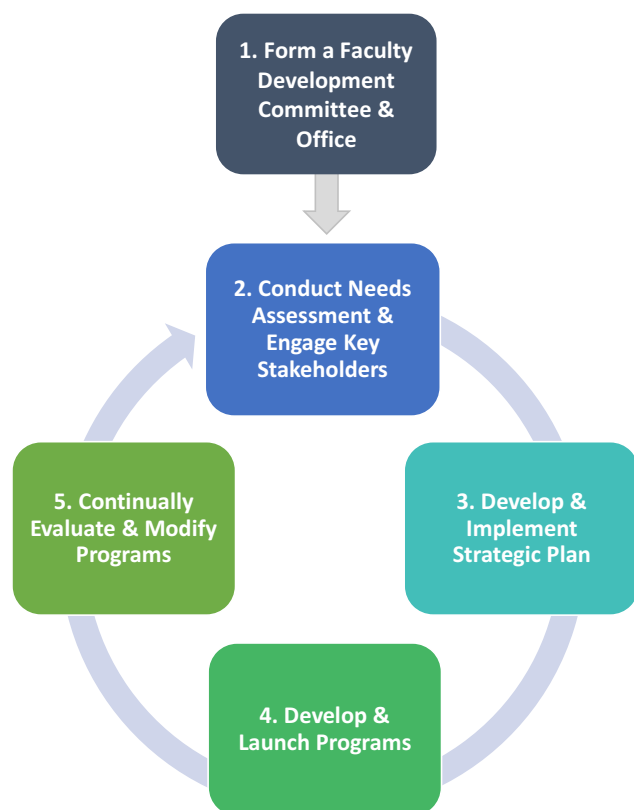 1. Form a Faculty
Development
Committee &
Office
2. Conduct Needs
Assessment &
Engage Key
Stakeholders
3. Develop &
Implement
Strategic Plan
4. Develop &
Launch Programs
5. Continually
Evaluate & Modify
Programs